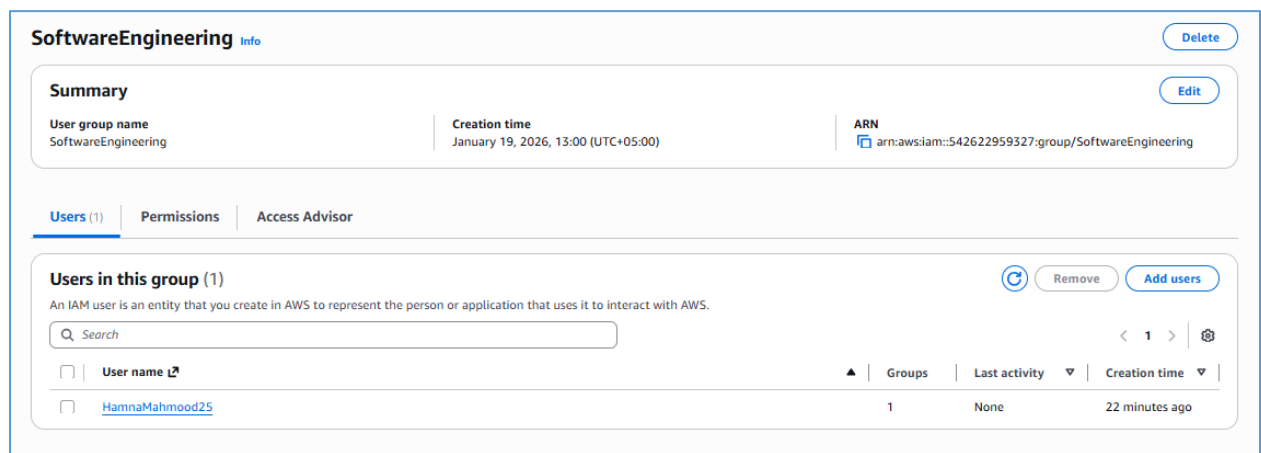 SoftwareEngineering Info
Delete
Summary
Edit
User group name
SoftwareEngineering
Creation time
January 19, 2026, 13:00 (UTC+05:00)
ARN
arn:aws:iam::542622959327:group/SoftwareEngineering
Users (1)
Permissions
Access Advisor
Users in this group (1)
Remove
Add users
An IAM user is an entity that you create in AWS to represent the person or application that uses it to interact with AWS.
Search
1
User name
Groups
Last activity
Creation time
HamnaMahmood25
1
None
22 minutes ago